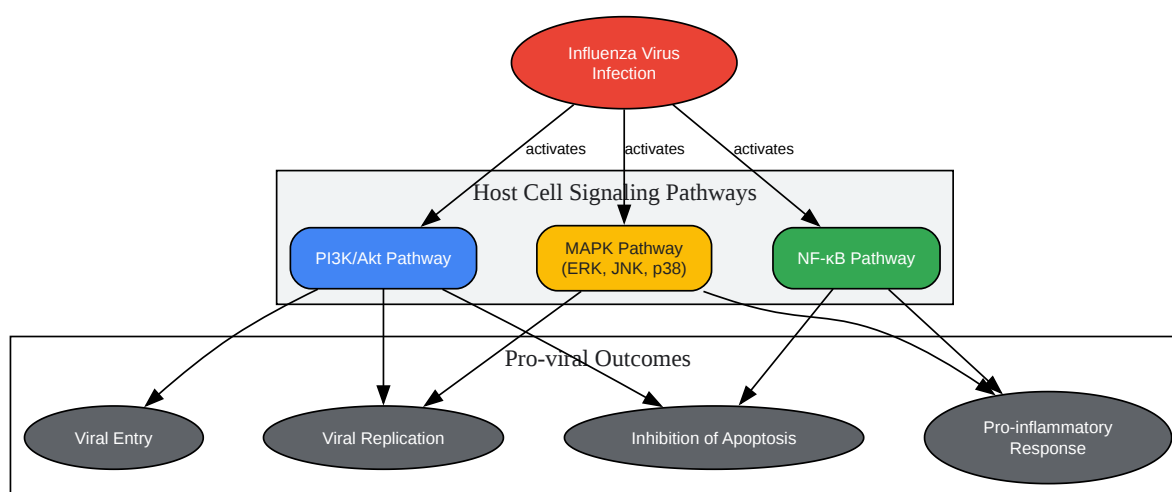 Influenza Virus
Infection
activates
activates
activates
Host Cell Signaling Pathways
PI3K/Akt Pathway
MAPK Pathway
(ERK, JNK, p38)
NF-κB Pathway
Pro-viral Outcomes
Viral Entry
Viral Replication
Inhibition of Apoptosis
Pro-inflammatory
Response